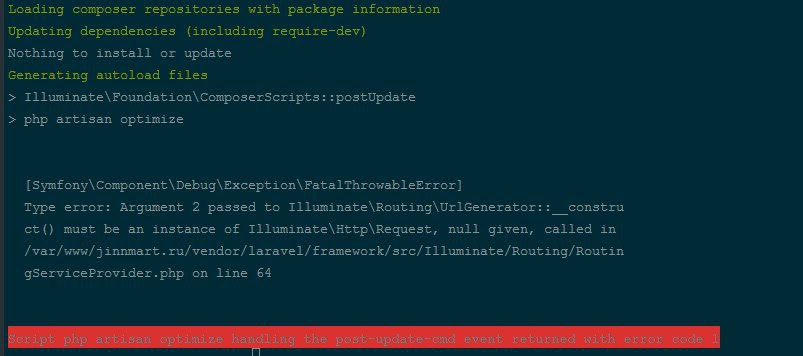 Loading composer repositories with package information
Updating dependencies (including require-dev)
Nothing to install or update
Generating autoload files
> Illuminate\Foundation\ComposerScripts::postUpdate
> php artisan optimize
[Symfony\Component\Debug\Exception\FatalThrowableError]
Type error: Argument 2 passed to Illuminate\Routing\UrlGenerator::__constru
ct() must be an instance of Illuminate\Http\Request, null given, called in
/var/www/jinnmart.ru/vendor/laravel/framework/src/Illuminate/Routing/Routin
gServiceProvider.php on line 64
Script php artisan optimize handling the post-update-cmd event returned with error code 1